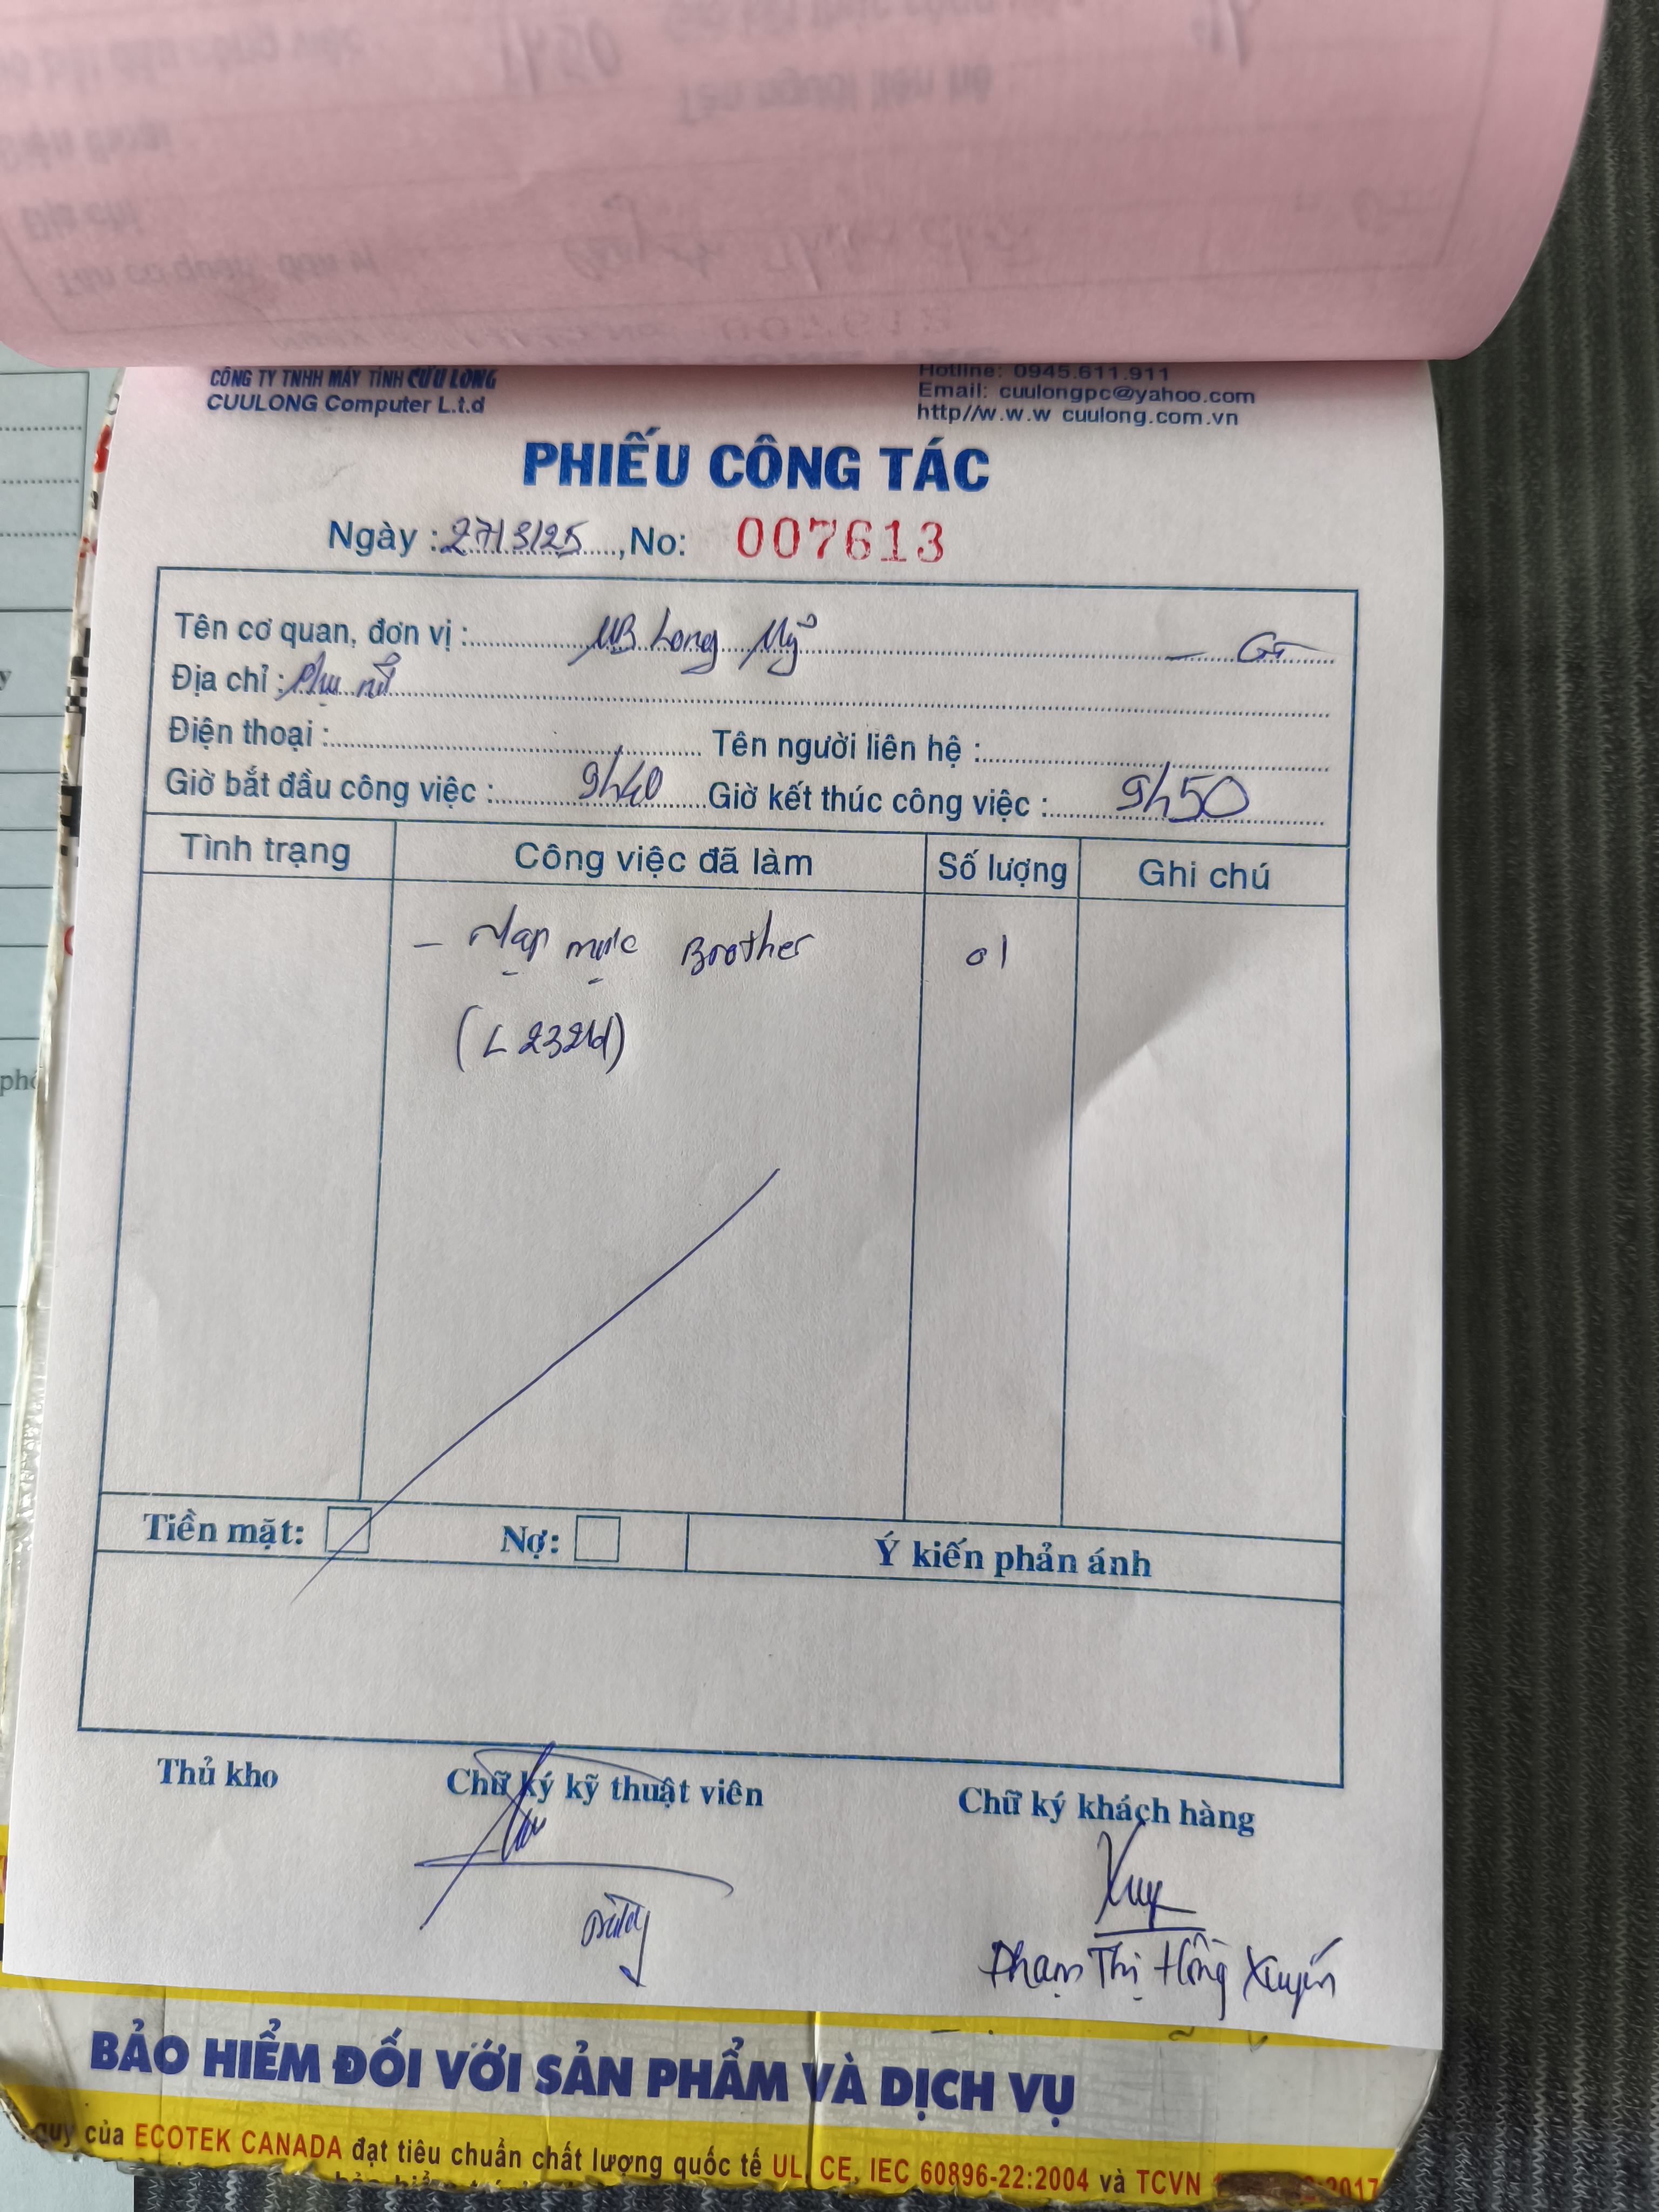 CÔNG TY TNHH MÁY TÍNH CỬU LONG
CUULONG Computer L.t.d
Hotline: 0945.611.911
Email: cuulongpc@yahoo.com
http//w.w.w cuulong.com.vn
PHIẾU CÔNG TÁC
Ngày : 27/3/25, No: 007613
Tên cơ quan, đơn vị : UB Long Mỹ — GT
Địa chỉ : Phụ nữ
Điện thoại : Tên người liên hệ :
Giờ bắt đầu công việc : 9h40 Giờ kết thúc công việc : 9h50
Tình trạng Công việc đã làm Số lượng Ghi chú
– Nạp mực Brother 01
(L2321d)
Tiền mặt: Nợ: Ý kiến phản ánh
Thủ kho Chữ ký kỹ thuật viên Chữ ký khách hàng
Phạm Thị Hồng Xuyến
BẢO HIỂM ĐỐI VỚI SẢN PHẨM VÀ DỊCH VỤ
quy của ECOTEK CANADA đạt tiêu chuẩn chất lượng quốc tế UL, CE, IEC 60896-22:2004 và TCVN